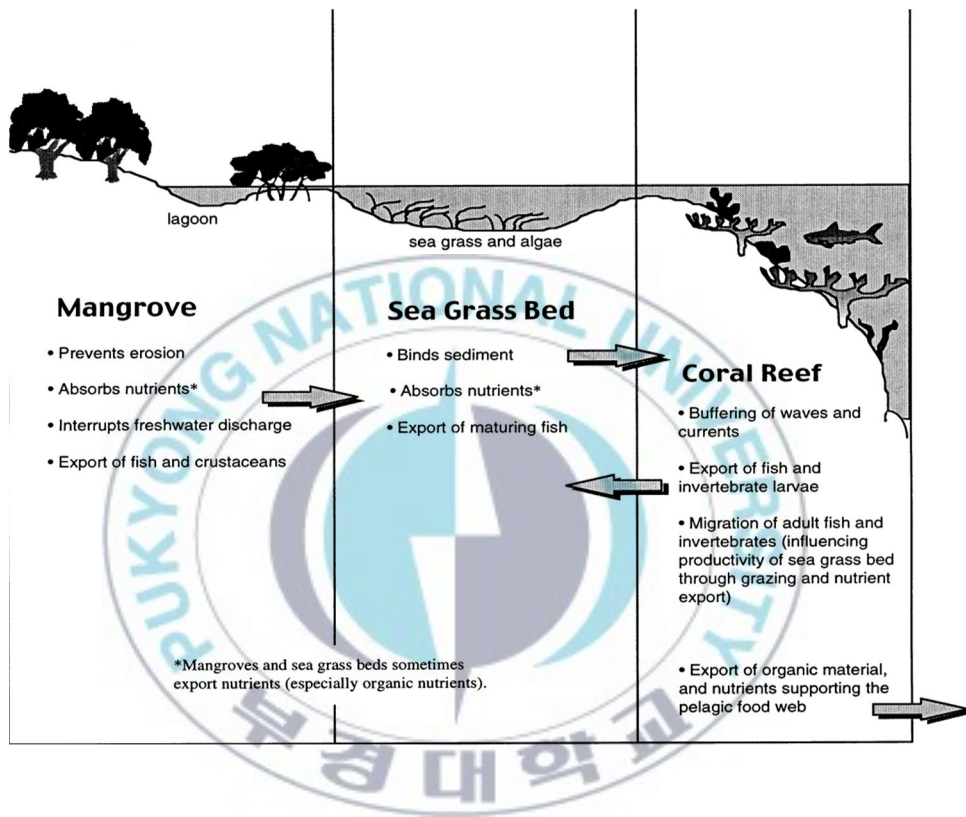 lagoon
sea grass and algae
Mangrove
• Prevents erosion
• Absorbs nutrients*
• Interrupts freshwater discharge
• Export of fish and crustaceans
Sea Grass Bed
• Binds sediment
• Absorbs nutrients*
• Export of maturing fish
Coral Reef
• Buffering of waves and
currents
• Export of fish and
invertebrate larvae
• Migration of adult fish and
invertebrates (influencing
productivity of sea grass bed
through grazing and nutrient
export)
• Export of organic material,
and nutrients supporting the
pelagic food web
*Mangroves and sea grass beds sometimes
export nutrients (especially organic nutrients).
PUKYONG NATIONAL UNIVERSITY
부경대학교